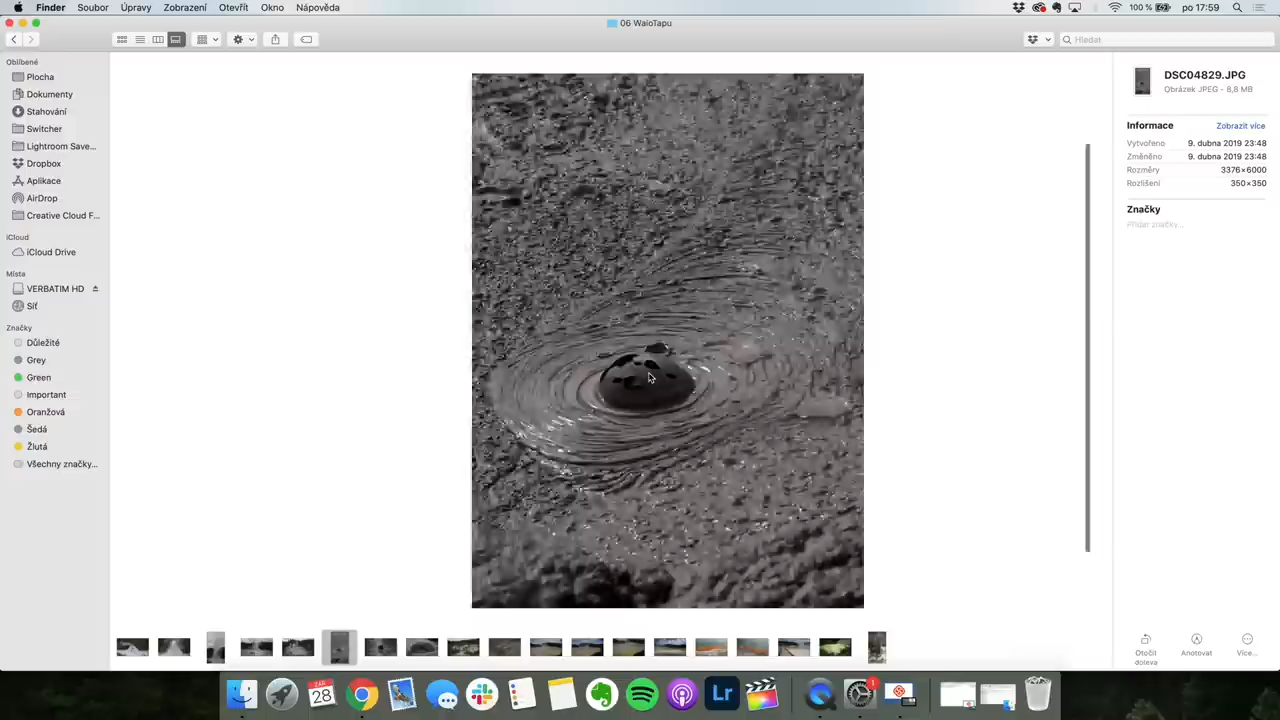 Finder Soubor Úpravy Zobrazení Otevřít Okno Nápověda
100 % po 17:59
06 WaioTapu
Hledat
Oblíbené
Plocha
Dokumenty
Stahování
Switcher
Lightroom Save...
Dropbox
Aplikace
AirDrop
Creative Cloud F...
iCloud
iCloud Drive
Místa
VERBATIM HD
Síť
Značky
Důležité
Grey
Green
Important
Oranžová
Šedá
Žlutá
Všechny značky...
DSC04829.JPG
Obrázek JPEG - 8,8 MB
Informace Zobrazit více
Vytvořeno 9. dubna 2019 23:48
Změněno 9. dubna 2019 23:48
Rozměry 3376×6000
Rozlišení 350×350
Značky
Přidat značky...
Otočit doleva
Anotovat
Více...
28
Lr
1